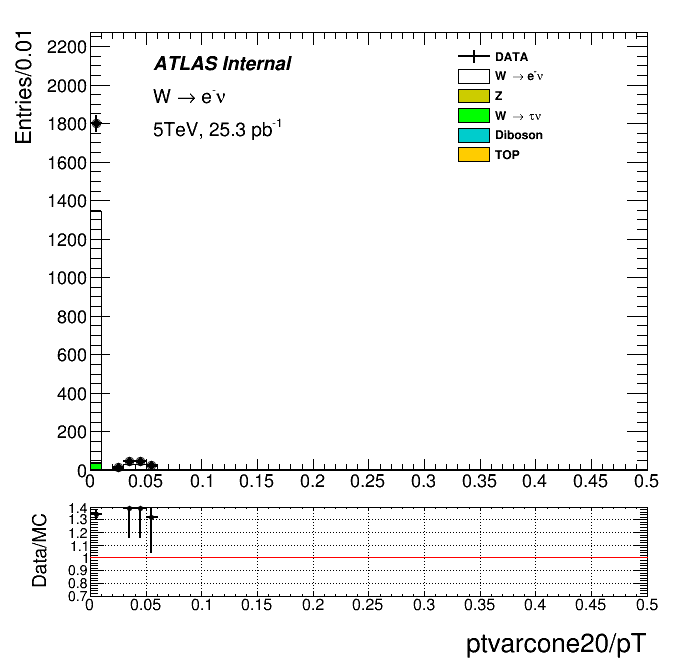 Entries/0.01
2200
2000
1800
1600
1400
1200
1000
800
600
400
200
0
ATLAS Internal
W → e⁻ν
5TeV, 25.3 pb⁻¹
DATA
W → e⁻ν
Z
W → τν
Diboson
TOP
0 0.05 0.1 0.15 0.2 0.25 0.3 0.35 0.4 0.45 0.5
Data/MC
1.4
1.3
1.2
1.1
1
0.9
0.8
0.7
0 0.05 0.1 0.15 0.2 0.25 0.3 0.35 0.4 0.45 0.5
ptvarcone20/pT